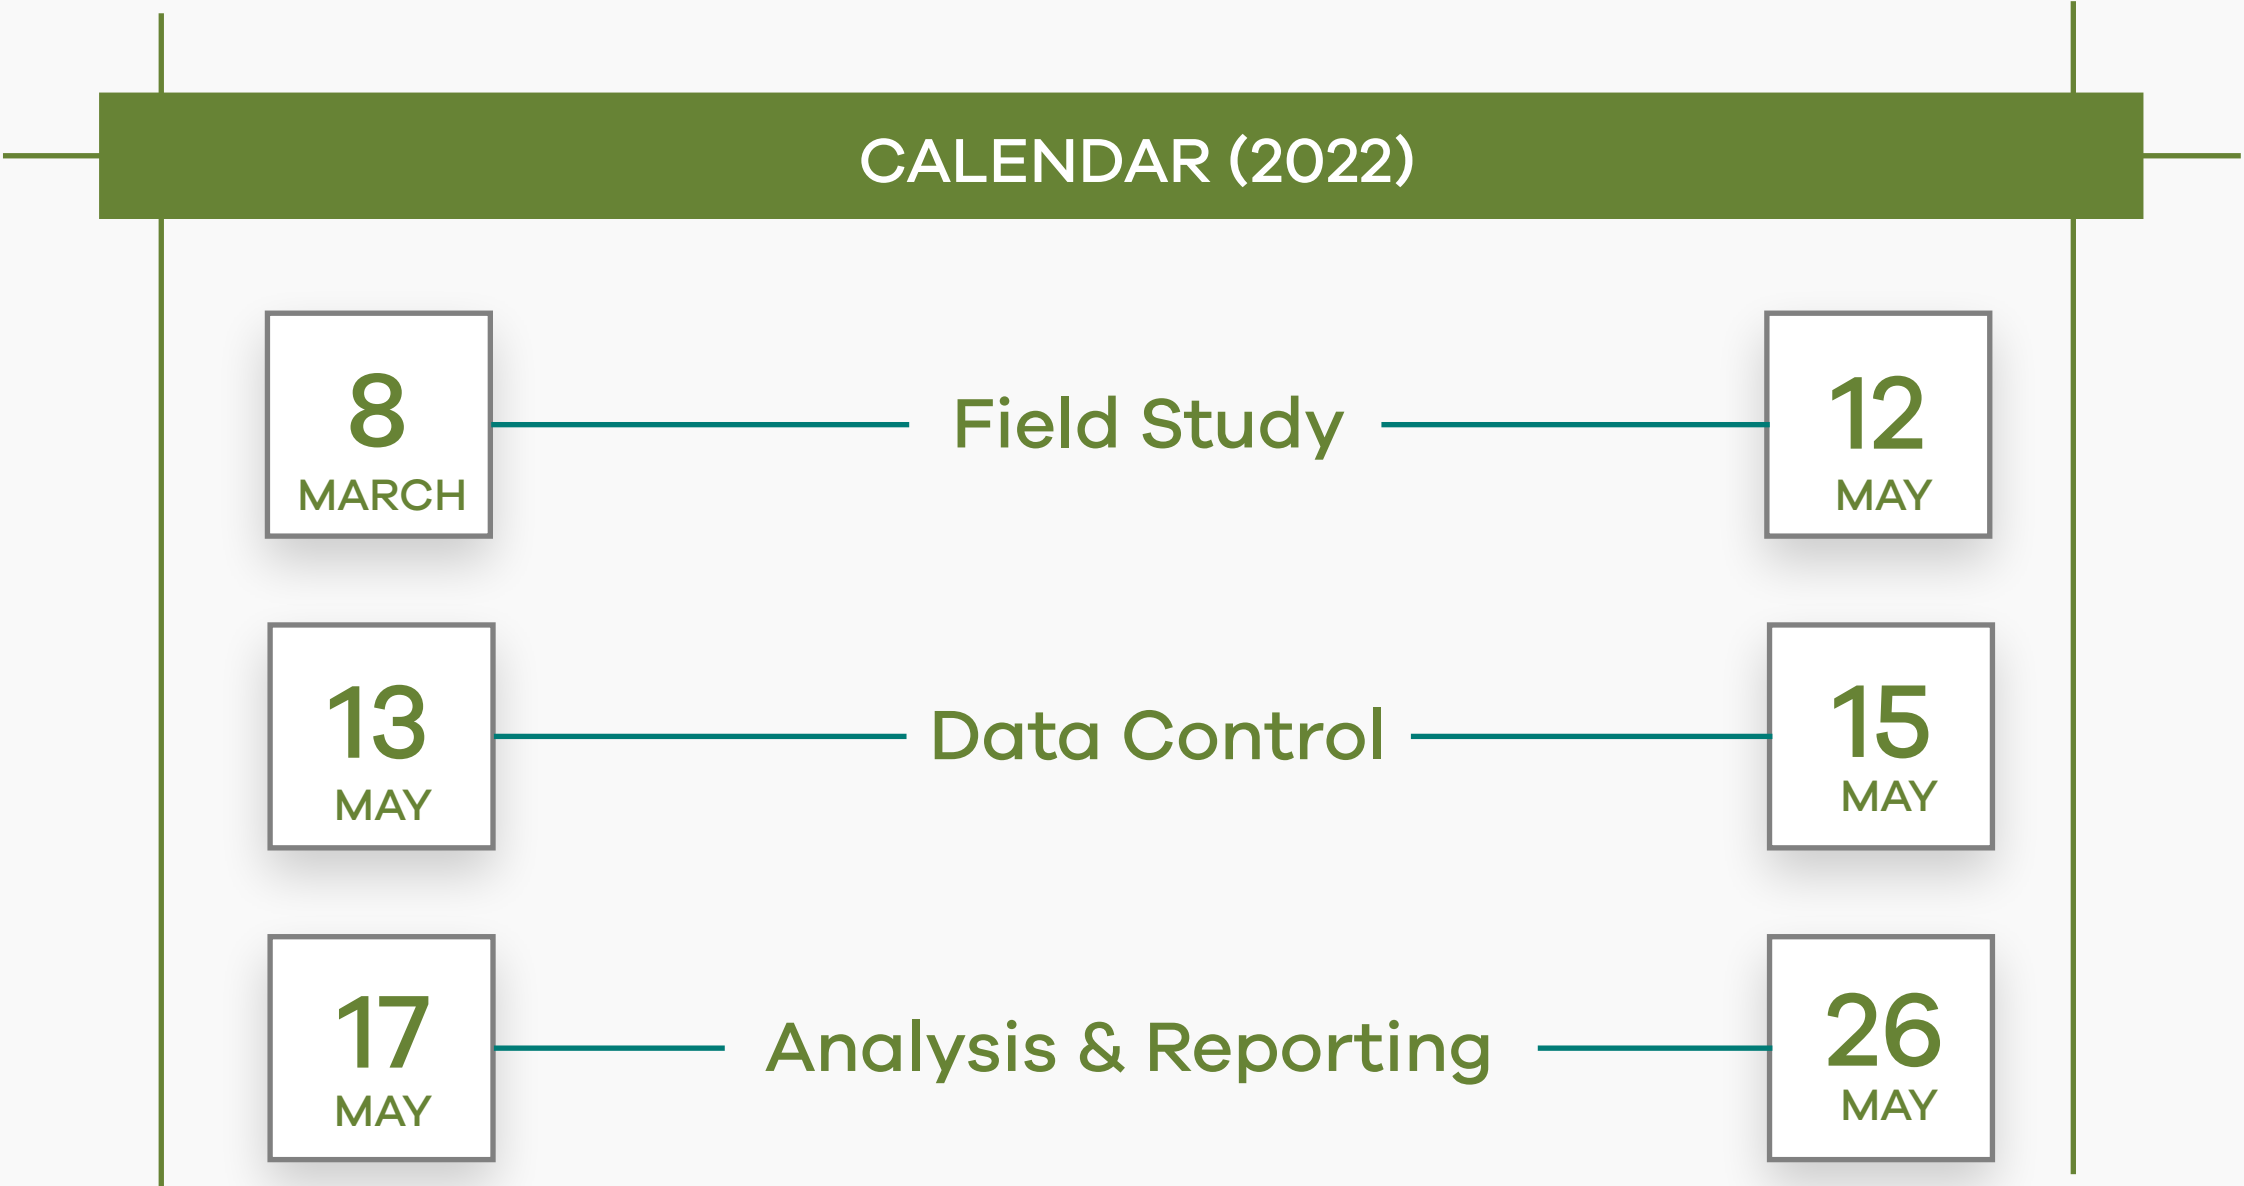 CALENDAR (2022)
8 Field Study 12
MARCH MAY
13 Data Control 15
MAY MAY
17 Analysis & Reporting 26
MAY MAY